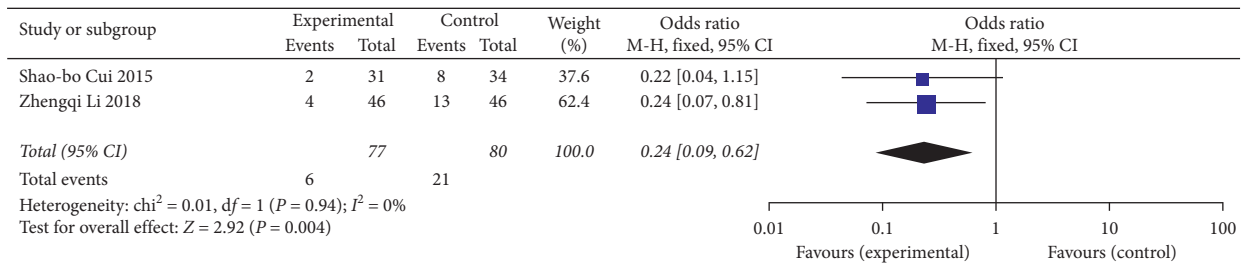 Study or subgroup Experimental Control Weight Odds ratio Odds ratio
Events Total Events Total (%) M-H, fixed, 95% CI M-H, fixed, 95% CI
Shao-bo Cui 2015 2 31 8 34 37.6 0.22 [0.04, 1.15]
Zhengqi Li 2018 4 46 13 46 62.4 0.24 [0.07, 0.81]
Total (95% CI) 77 80 100.0 0.24 [0.09, 0.62]
Total events 6 21
Heterogeneity: chi² = 0.01, df = 1 (P = 0.94); I² = 0%
Test for overall effect: Z = 2.92 (P = 0.004)
0.01 0.1 1 10 100
Favours (experimental) Favours (control)